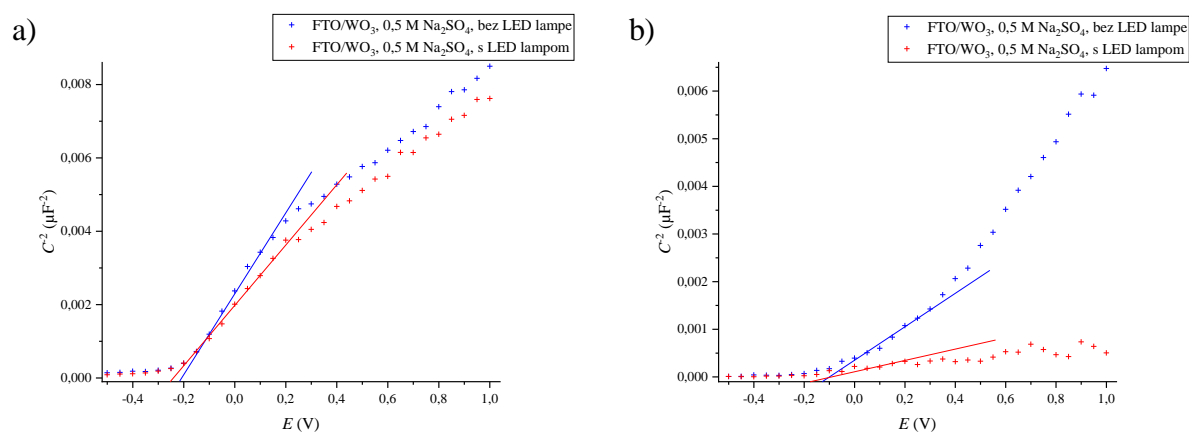 a)
FTO/WO₃, 0,5 M Na₂SO₄, bez LED lampe
FTO/WO₃, 0,5 M Na₂SO₄, s LED lampom
0,008
0,006
0,004
0,002
0,000
C⁻² (µF⁻²)
-0,4 -0,2 0,0 0,2 0,4 0,6 0,8 1,0
E (V)
b)
FTO/WO₃, 0,5 M Na₂SO₄, bez LED lampe
FTO/WO₃, 0,5 M Na₂SO₄, s LED lampom
0,006
0,005
0,004
0,003
0,002
0,001
0,000
C⁻² (µF⁻²)
-0,4 -0,2 0,0 0,2 0,4 0,6 0,8 1,0
E (V)